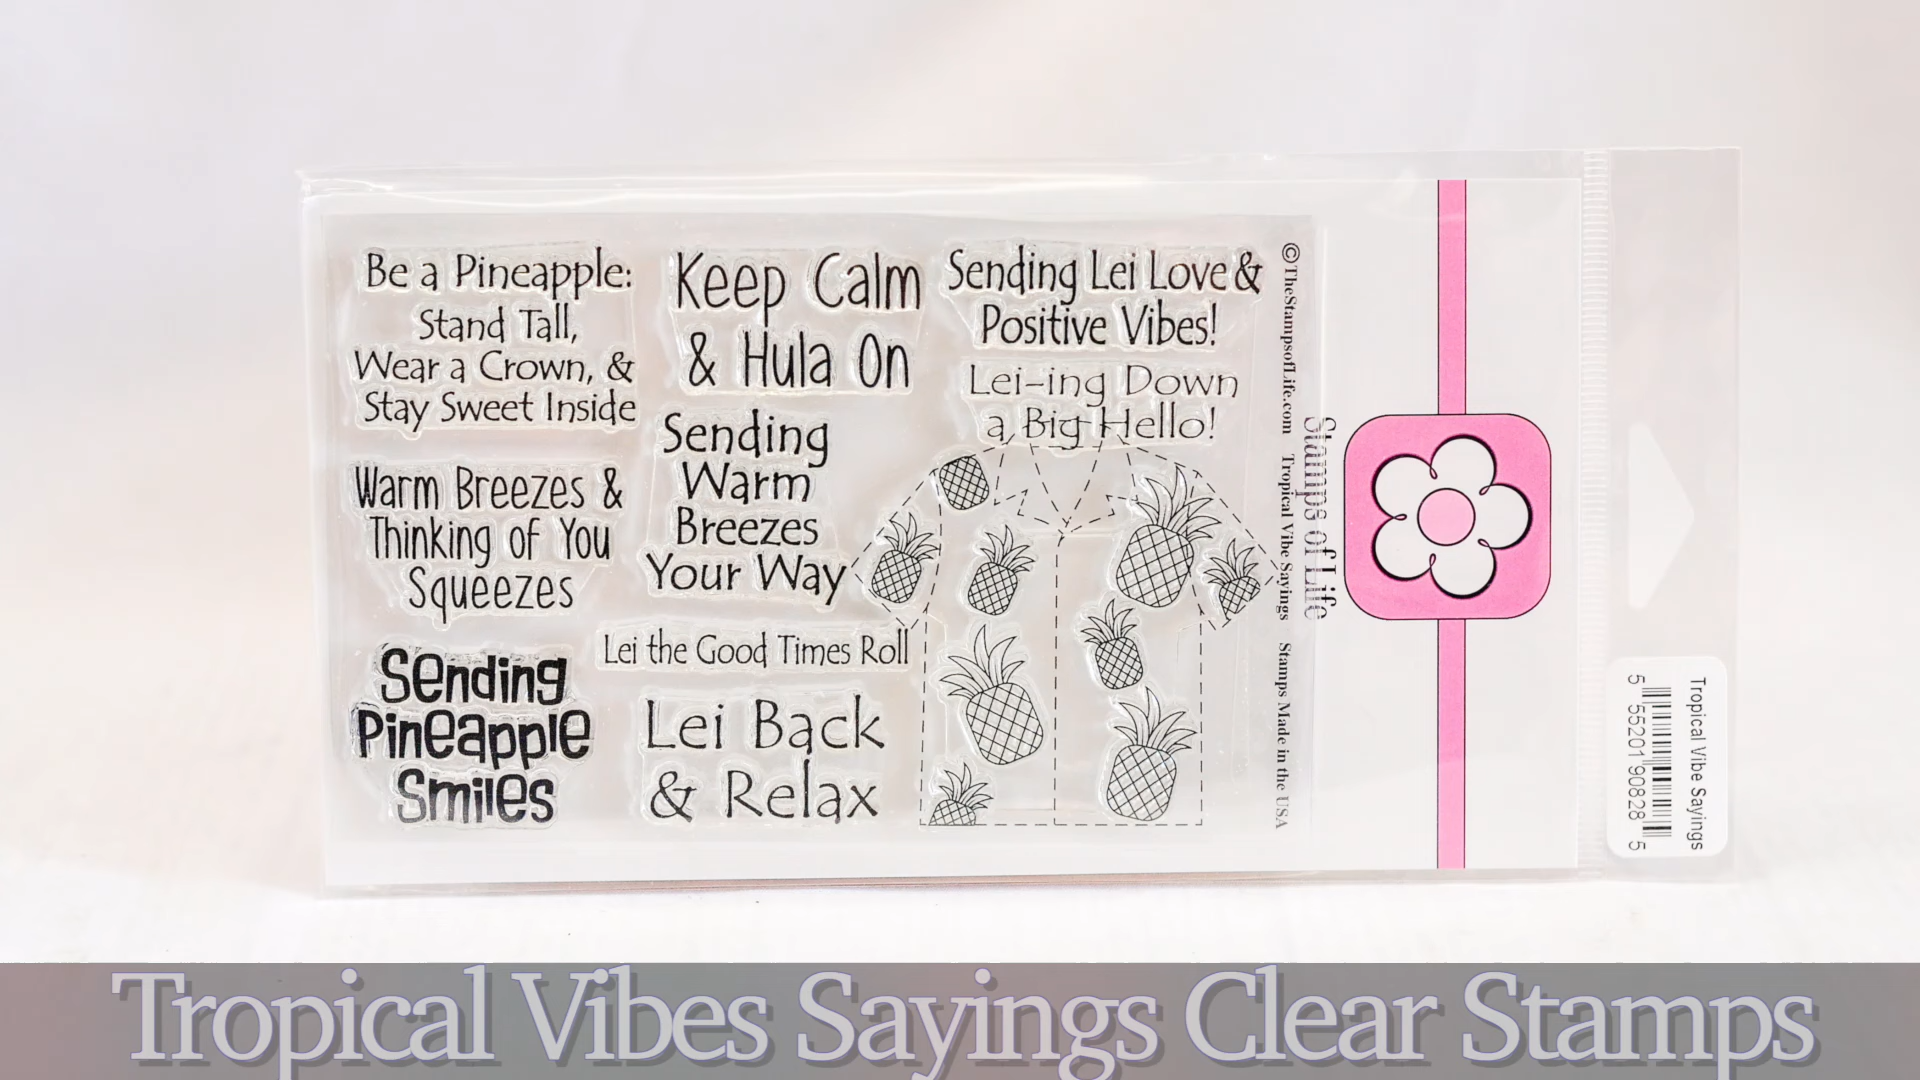 Be a Pineapple:
Stand Tall,
Wear a Crown, &
Stay Sweet Inside
Keep Calm
& Hula On
Sending Lei Love &
Positive Vibes!
Lei-ing Down
a Big Hello!
Warm Breezes &
Thinking of You
Squeezes
Sending
Warm
Breezes
Your Way
Sending
Pineapple
Smiles
Lei the Good Times Roll
Lei Back
& Relax
©TheStampsofLife.com Tropical Vibe Sayings Stamps Made in the USA
Stamps of Life
Tropical Vibe Sayings
5 55201 90828 5
Tropical Vibes Sayings Clear Stamps